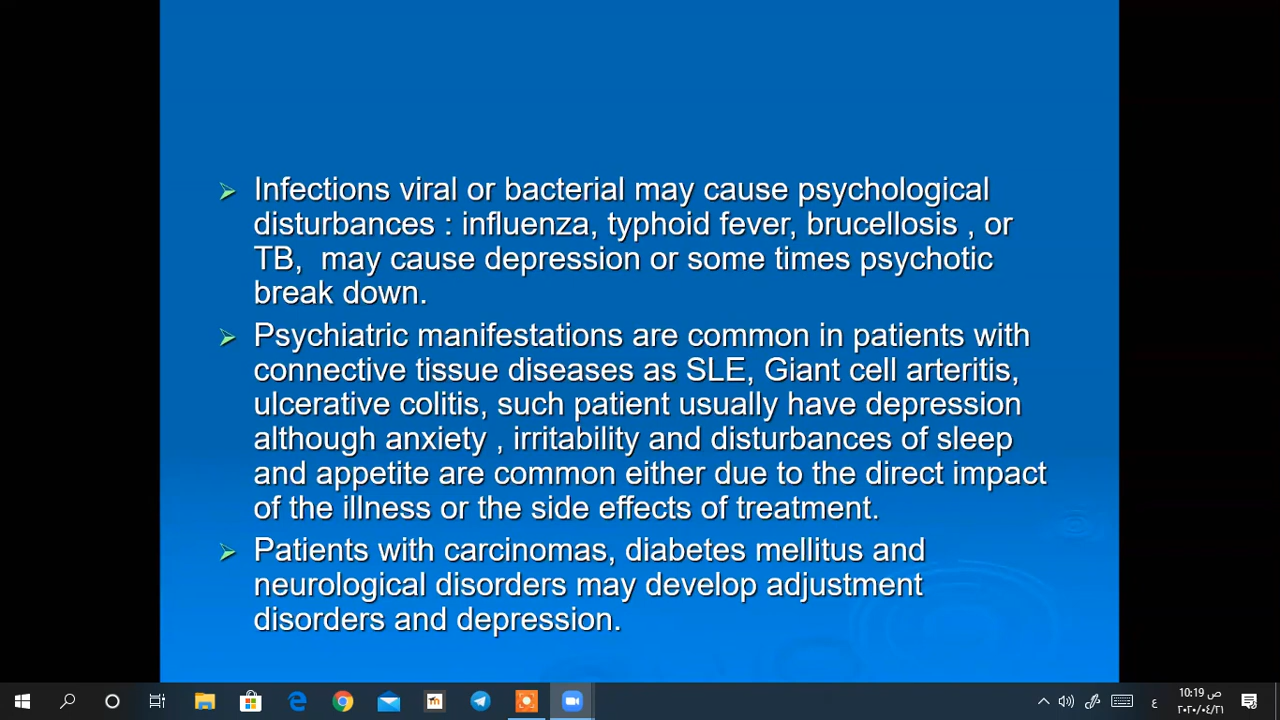 Infections viral or bacterial may cause psychological
disturbances : influenza, typhoid fever, brucellosis , or
TB,  may cause depression or some times psychotic
break down.
Psychiatric manifestations are common in patients with
connective tissue diseases as SLE, Giant cell arteritis,
ulcerative colitis, such patient usually have depression
although anxiety , irritability and disturbances of sleep
and appetite are common either due to the direct impact
of the illness or the side effects of treatment.
Patients with carcinomas, diabetes mellitus and
neurological disorders may develop adjustment
disorders and depression.
ع
10:19 ص
٢٠٢٠/٠٤/٢١